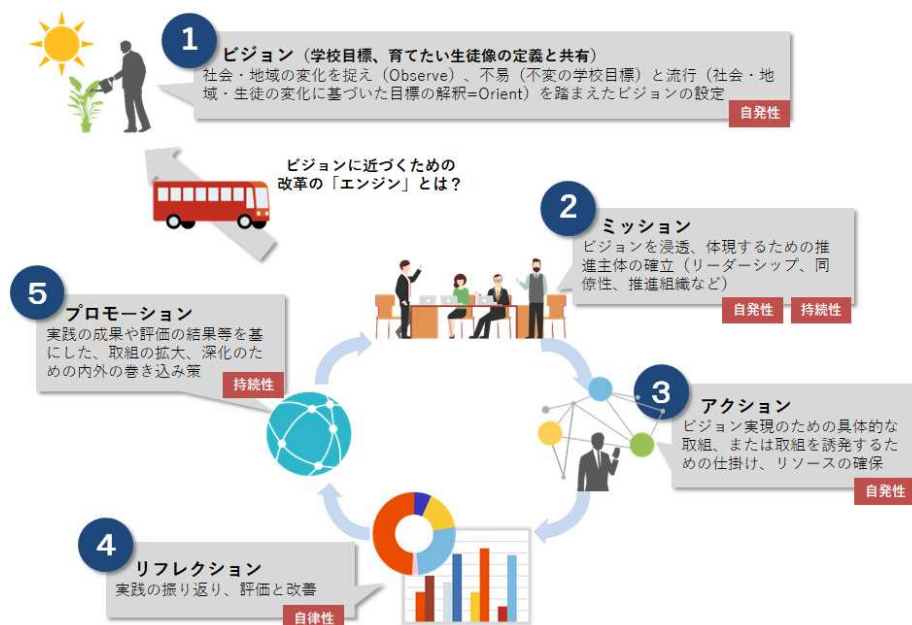 1
ビジョン（学校目標、育てたい生徒像の定義と共有）
社会・地域の変化を捉え（Observe）、不易（不変の学校目標）と流行（社会・地
域・生徒の変化に基づいた目標の解釈=Orient）を踏まえたビジョンの設定
自発性
ビジョンに近づくための
改革の「エンジン」とは？
2
ミッション
ビジョンを浸透、体現するための推
進主体の確立（リーダーシップ、同
僚性、推進組織など）
自発性
持続性
3
アクション
ビジョン実現のための具体的な
取組、または取組を誘発するた
めの仕掛け、リソースの確保
自発性
4
リフレクション
実践の振り返り、評価と改善
自律性
5
プロモーション
実践の成果や評価の結果等を基
にした、取組の拡大、深化のた
めの内外の巻き込み策
持続性